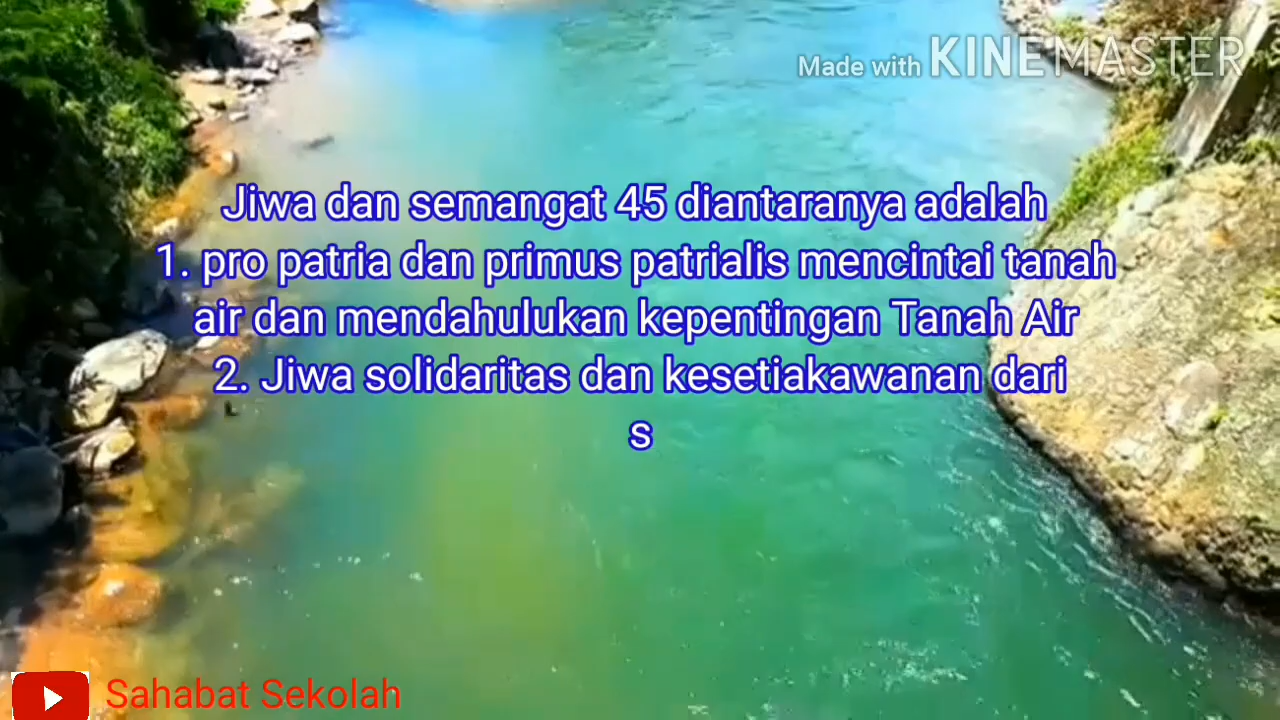 Made with KINEMASTER
Jiwa dan semangat 45 diantaranya adalah
1. pro patria dan primus patrialis mencintai tanah
air dan mendahulukan kepentingan Tanah Air
2. Jiwa solidaritas dan kesetiakawanan dari
s
Sahabat Sekolah